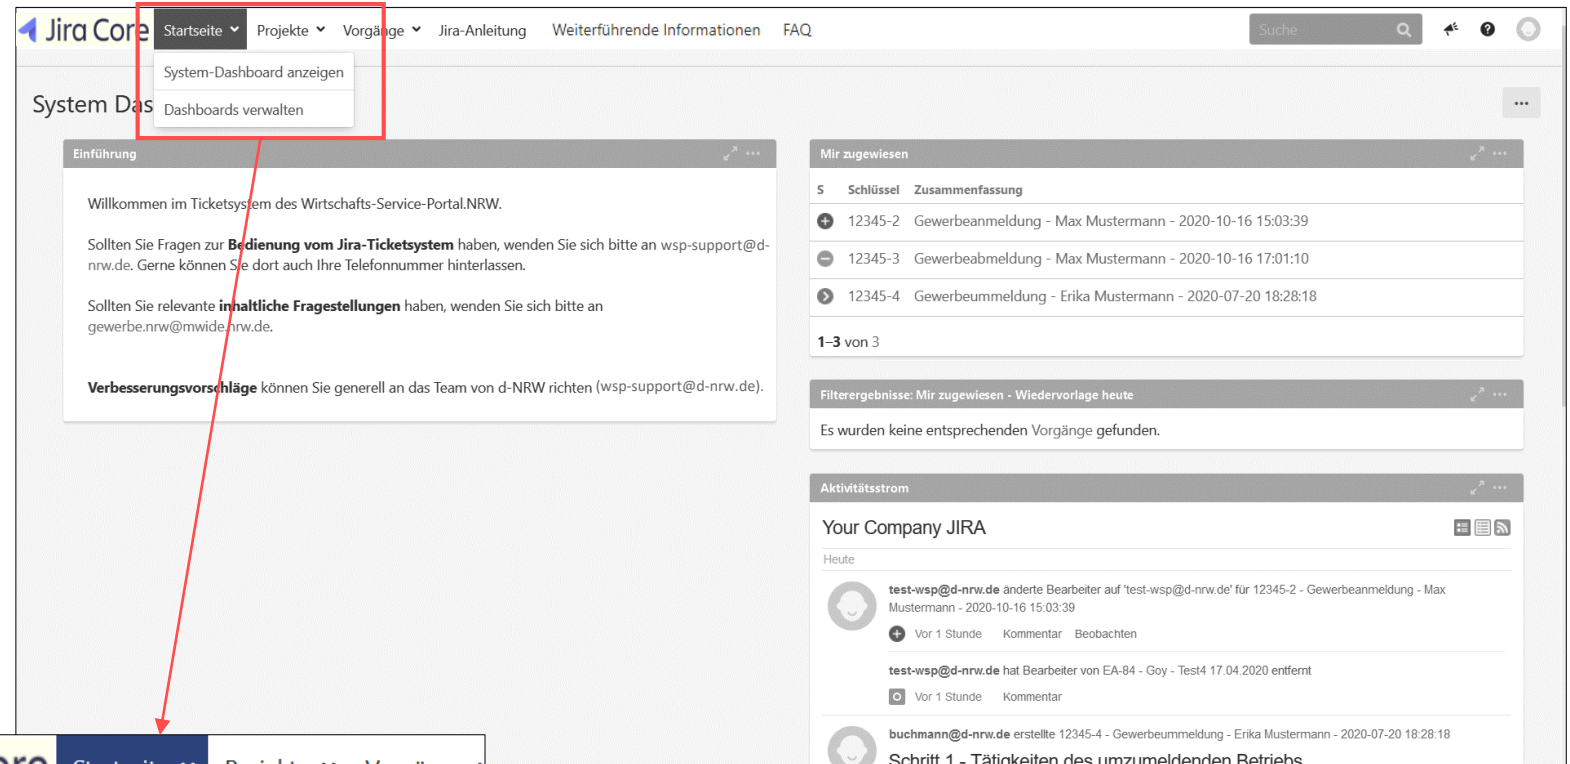 Jira Core Startseite Projekte Vorgänge Jira-Anleitung Weiterführende Informationen FAQ Suche
System-Dashboard anzeigen
Dashboards verwalten
System Das
Einführung
Willkommen im Ticketsystem des Wirtschafts-Service-Portal.NRW.
Sollten Sie Fragen zur Bedienung vom Jira-Ticketsystem haben, wenden Sie sich bitte an wsp-support@d-
nrw.de. Gerne können Sie dort auch Ihre Telefonnummer hinterlassen.
Sollten Sie relevante inhaltliche Fragestellungen haben, wenden Sie sich bitte an
gewerbe.nrw@mwide.nrw.de.
Verbesserungsvorschläge können Sie generell an das Team von d-NRW richten (wsp-support@d-nrw.de).
Mir zugewiesen
S Schlüssel Zusammenfassung
12345-2 Gewerbeanmeldung - Max Mustermann - 2020-10-16 15:03:39
12345-3 Gewerbeabmeldung - Max Mustermann - 2020-10-16 17:01:10
12345-4 Gewerbeummeldung - Erika Mustermann - 2020-07-20 18:28:18
1–3 von 3
Filterergebnisse: Mir zugewiesen - Wiedervorlage heute
Es wurden keine entsprechenden Vorgänge gefunden.
Aktivitätsstrom
Your Company JIRA
Heute
test-wsp@d-nrw.de änderte Bearbeiter auf 'test-wsp@d-nrw.de' für 12345-2 - Gewerbeanmeldung - Max
Mustermann - 2020-10-16 15:03:39
Vor 1 Stunde Kommentar Beobachten
test-wsp@d-nrw.de hat Bearbeiter von EA-84 - Goy - Test4 17.04.2020 entfernt
Vor 1 Stunde Kommentar
buchmann@d-nrw.de erstellte 12345-4 - Gewerbeummeldung - Erika Mustermann - 2020-07-20 18:28:18
Schritt 1 - Tätigkeiten des umzumeldenden Betriebs